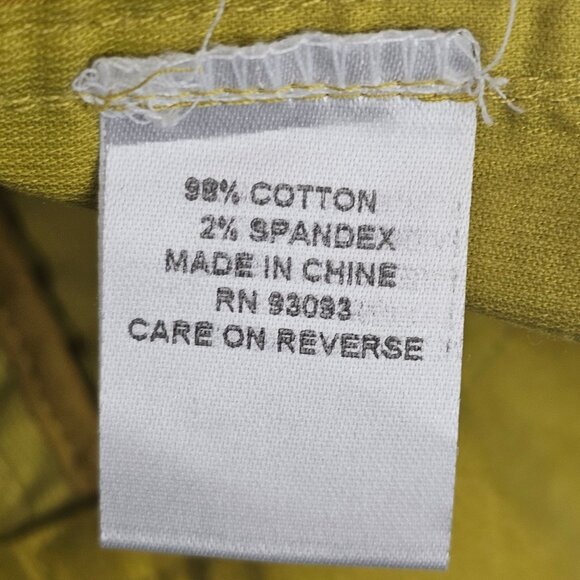 98% COTTON
2% SPANDEX
MADE IN CHINE
RN 93093
CARE ON REVERSE